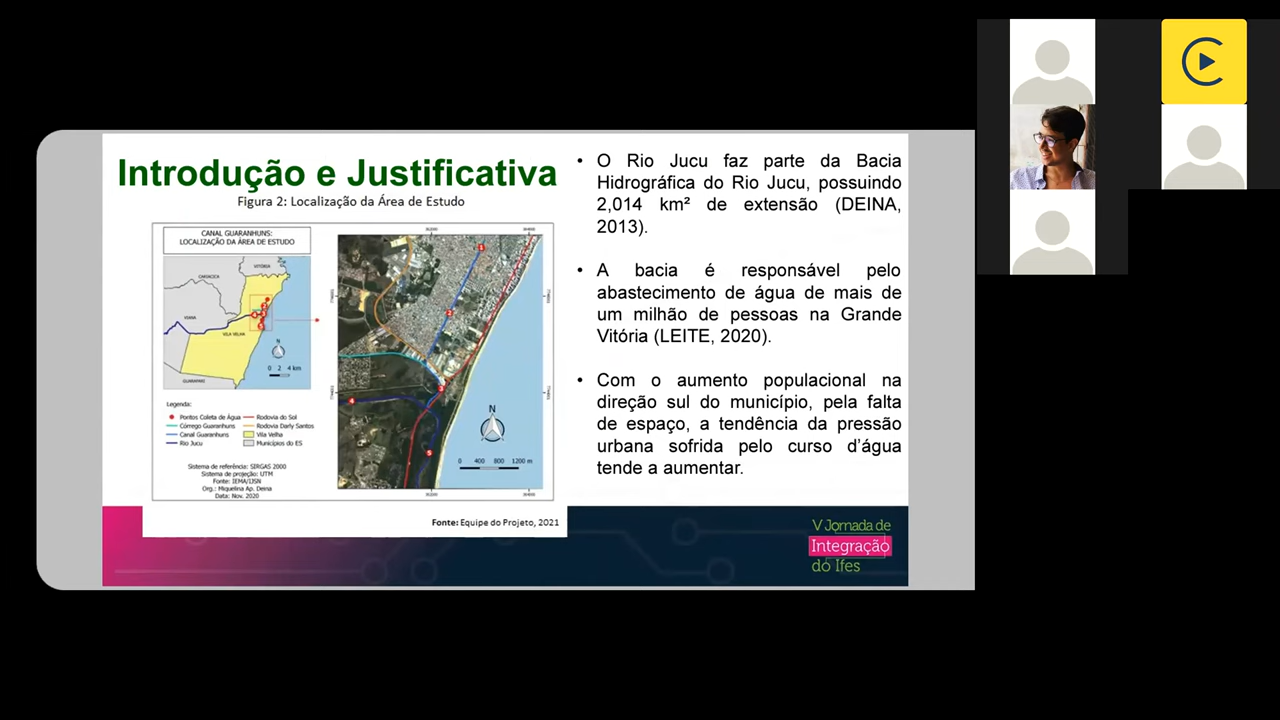 Introdução e Justificativa
Figura 2: Localização da Área de Estudo
CANAL GUARANHUNS:
LOCALIZAÇÃO DA ÁREA DE ESTUDO
VITÓRIA
CARIACICA
VIANA
VILA VELHA
GUARAPARI
N
0 2 4 km
Legenda:
Pontos Coleta de Água
Córrego Guaranhuns
Canal Guaranhuns
Rio Jucu
Rodovia do Sol
Rodovia Darly Santos
Vila Velha
Municípios do ES
Sistema de referência: SIRGAS 2000
Sistema de projeção: UTM
Fonte: IEMA/IJSN
Org.: Miquelina Ap. Deina
Data: Nov. 2020
1
2
3
4
5
N
0 400 800 1200 m
Fonte: Equipe do Projeto, 2021
• O Rio Jucu faz parte da Bacia
Hidrográfica do Rio Jucu, possuindo
2,014 km² de extensão (DEINA,
2013).
• A bacia é responsável pelo
abastecimento de água de mais de
um milhão de pessoas na Grande
Vitória (LEITE, 2020).
• Com o aumento populacional na
direção sul do município, pela falta
de espaço, a tendência da pressão
urbana sofrida pelo curso d'água
tende a aumentar.
V Jornada de
Integração
do Ifes